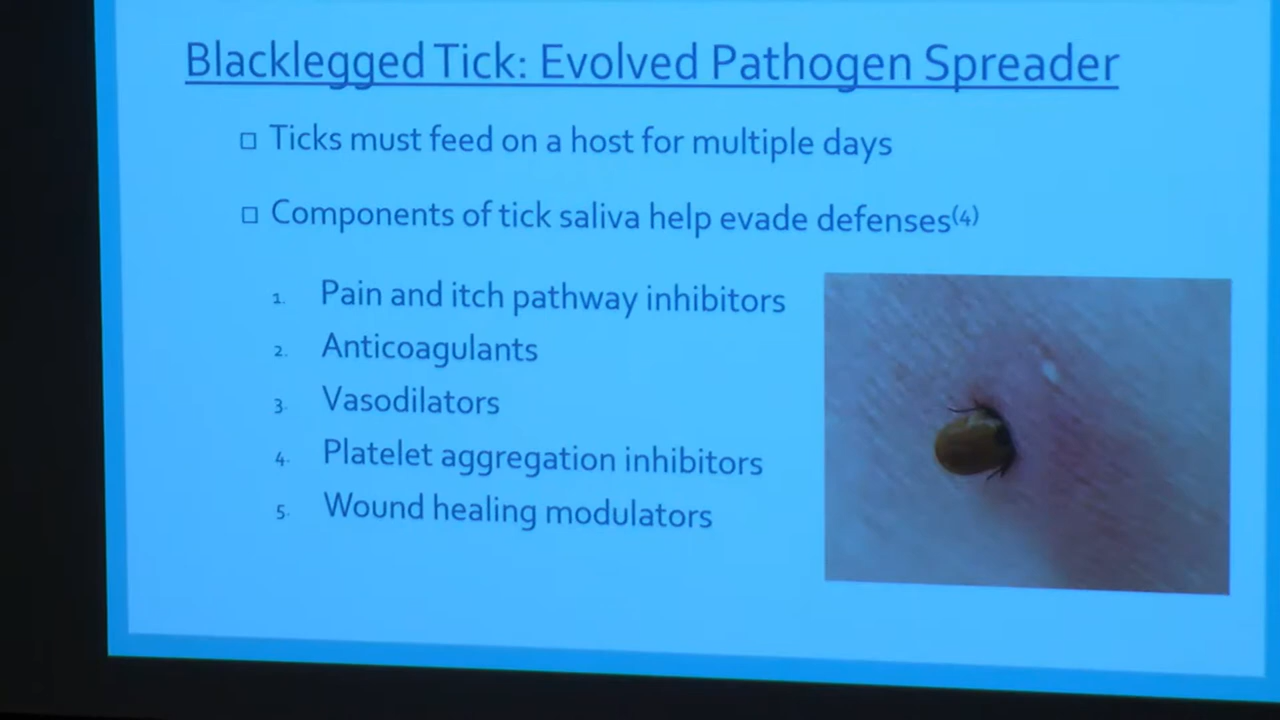 Blacklegged Tick: Evolved Pathogen Spreader
Ticks must feed on a host for multiple days
Components of tick saliva help evade defenses(4)
1. Pain and itch pathway inhibitors
2. Anticoagulants
3. Vasodilators
4. Platelet aggregation inhibitors
5. Wound healing modulators